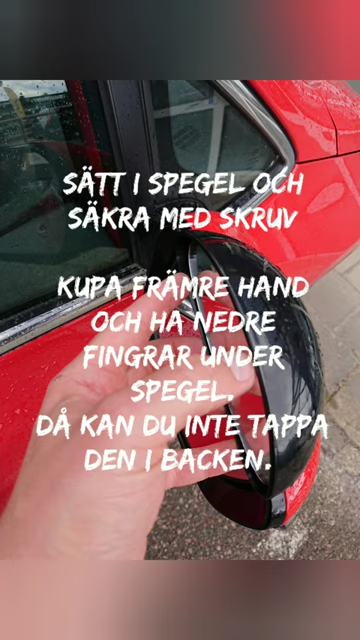 SÄTT I SPEGEL OCH
SÄKRA MED SKRUV
KUPA FRÄMRE HAND
OCH HA NEDRE
FINGRAR UNDER
SPEGEL.
DÅ KAN DU INTE TAPPA
DEN I BACKEN.